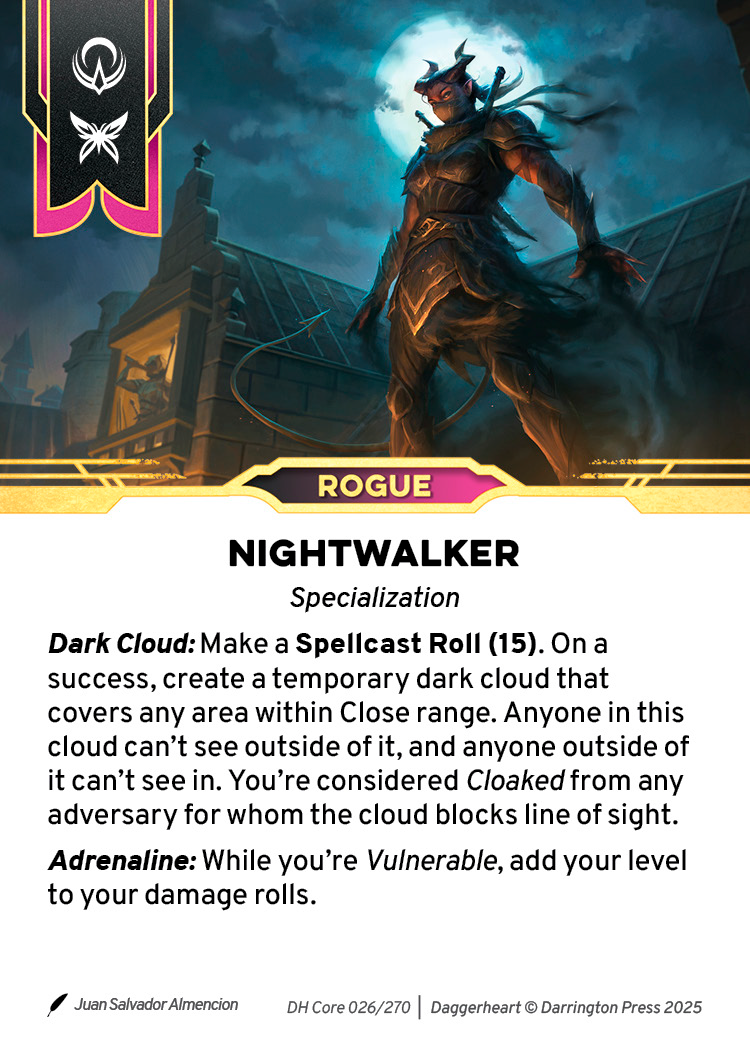 ROGUE
NIGHTWALKER
Specialization
Dark Cloud: Make a Spellcast Roll (15). On a
success, create a temporary dark cloud that
covers any area within Close range. Anyone in this
cloud can’t see outside of it, and anyone outside of
it can’t see in. You’re considered Cloaked from any
adversary for whom the cloud blocks line of sight.
Adrenaline: While you’re Vulnerable, add your level
to your damage rolls.
Juan Salvador Almencion
DH Core 026/270 | Daggerheart © Darrington Press 2025